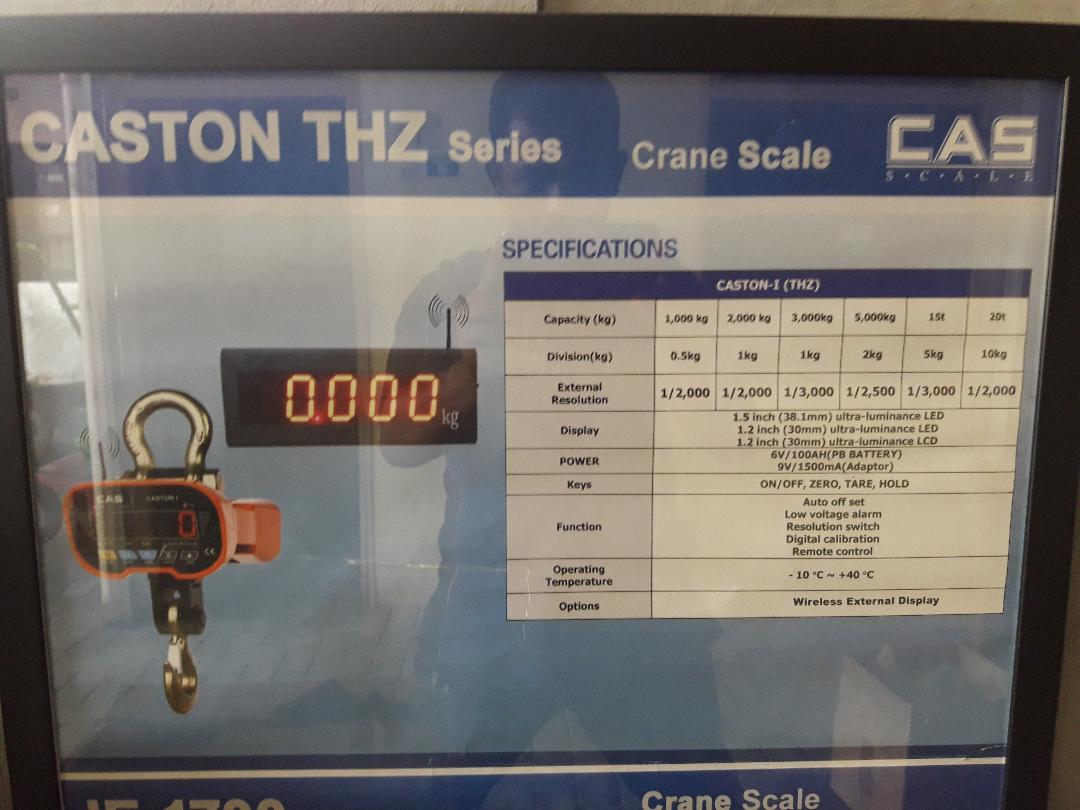 CASTON THZ Series
Crane Scale
CAS
S·C·A·L·E
SPECIFICATIONS
CASTON-I (THZ)
Capacity (kg) 1,000 kg 2,000 kg 3,000kg 5,000kg 15t 20t
Division(kg) 0.5kg 1kg 1kg 2kg 5kg 10kg
External
Resolution
1/2,000 1/2,000 1/3,000 1/2,500 1/3,000 1/2,000
Display
1.5 inch (38.1mm) ultra-luminance LED
1.2 inch (30mm) ultra-luminance LED
1.2 inch (30mm) ultra-luminance LCD
POWER
6V/100AH(PB BATTERY)
9V/1500mA(Adaptor)
Keys ON/OFF, ZERO, TARE, HOLD
Function
Auto off set
Low voltage alarm
Resolution switch
Digital calibration
Remote control
Operating
Temperature
- 10 °C ~ +40 °C
Options Wireless External Display
0.000 kg
CAS CASTON I
0
CE
Crane Scale